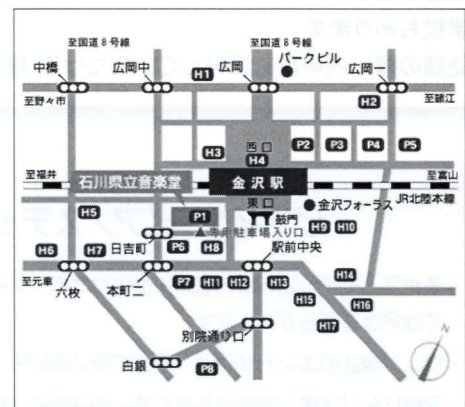 至国道8号線 至国道8号線
中橋 広岡中 広岡 パークビル 広岡一
H1
H2
至野々市 至諸江
西口
H3 H4 P2 P3 P4 P5
至福井 石川県立音楽堂 金沢駅 至富山
JR北陸本線
東口
鼓門
金沢フォーラス
H5 P1 H9 H10
専用駐車場入り口
日吉町
H6 H7 P6 H8 駅前中央
至元車
六枚 本町二 P7 H11 H12 H13 H14
H15 H16
別院通り口 H17
白銀
P8